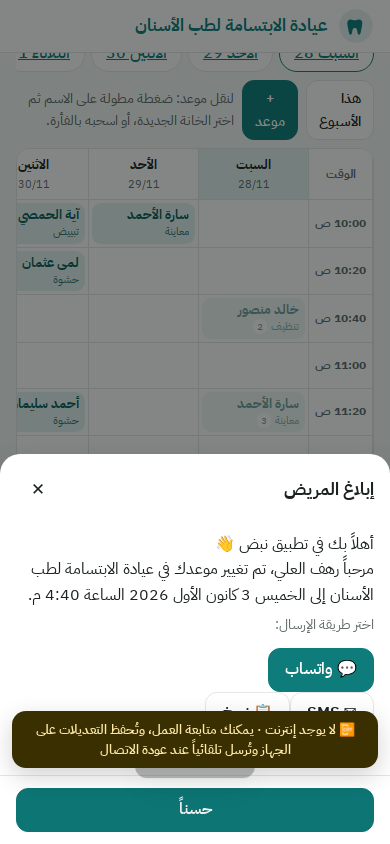 عيادة الابتسامة لطب الأسنان
السبت 28
الأحد 29
الاثنين 30
الثلاثاء 1
هذا الأسبوع
+ موعد
لنقل موعد: ضغطة مطولة على الاسم ثم
اختر الخانة الجديدة، أو اسحبه بالفأرة.
الوقت السبت 28/11 الأحد 29/11 الاثنين 30/11
10:00 ص سارة الأحمد معاينة آية الحمصي تبييض
10:20 ص لمى عثمان حشوة
10:40 ص خالد منصور تنظيف 2
11:00 ص
11:20 ص سارة الأحمد معاينة 3 أحمد سليما حشوة
إبلاغ المريض ✕
أهلاً بك في تطبيق نبض 👋
مرحباً رهف العلي، تم تغيير موعدك في عيادة الابتسامة لطب
الأسنان إلى الخميس 3 كانون الأول 2026 الساعة 4:40 م.
اختر طريقة الإرسال:
💬 واتساب
✉ SMS
لا يوجد إنترنت · يمكنك متابعة العمل، وتُحفظ التعديلات على
الجهاز وتُرسل تلقائياً عند عودة الاتصال
حسناً